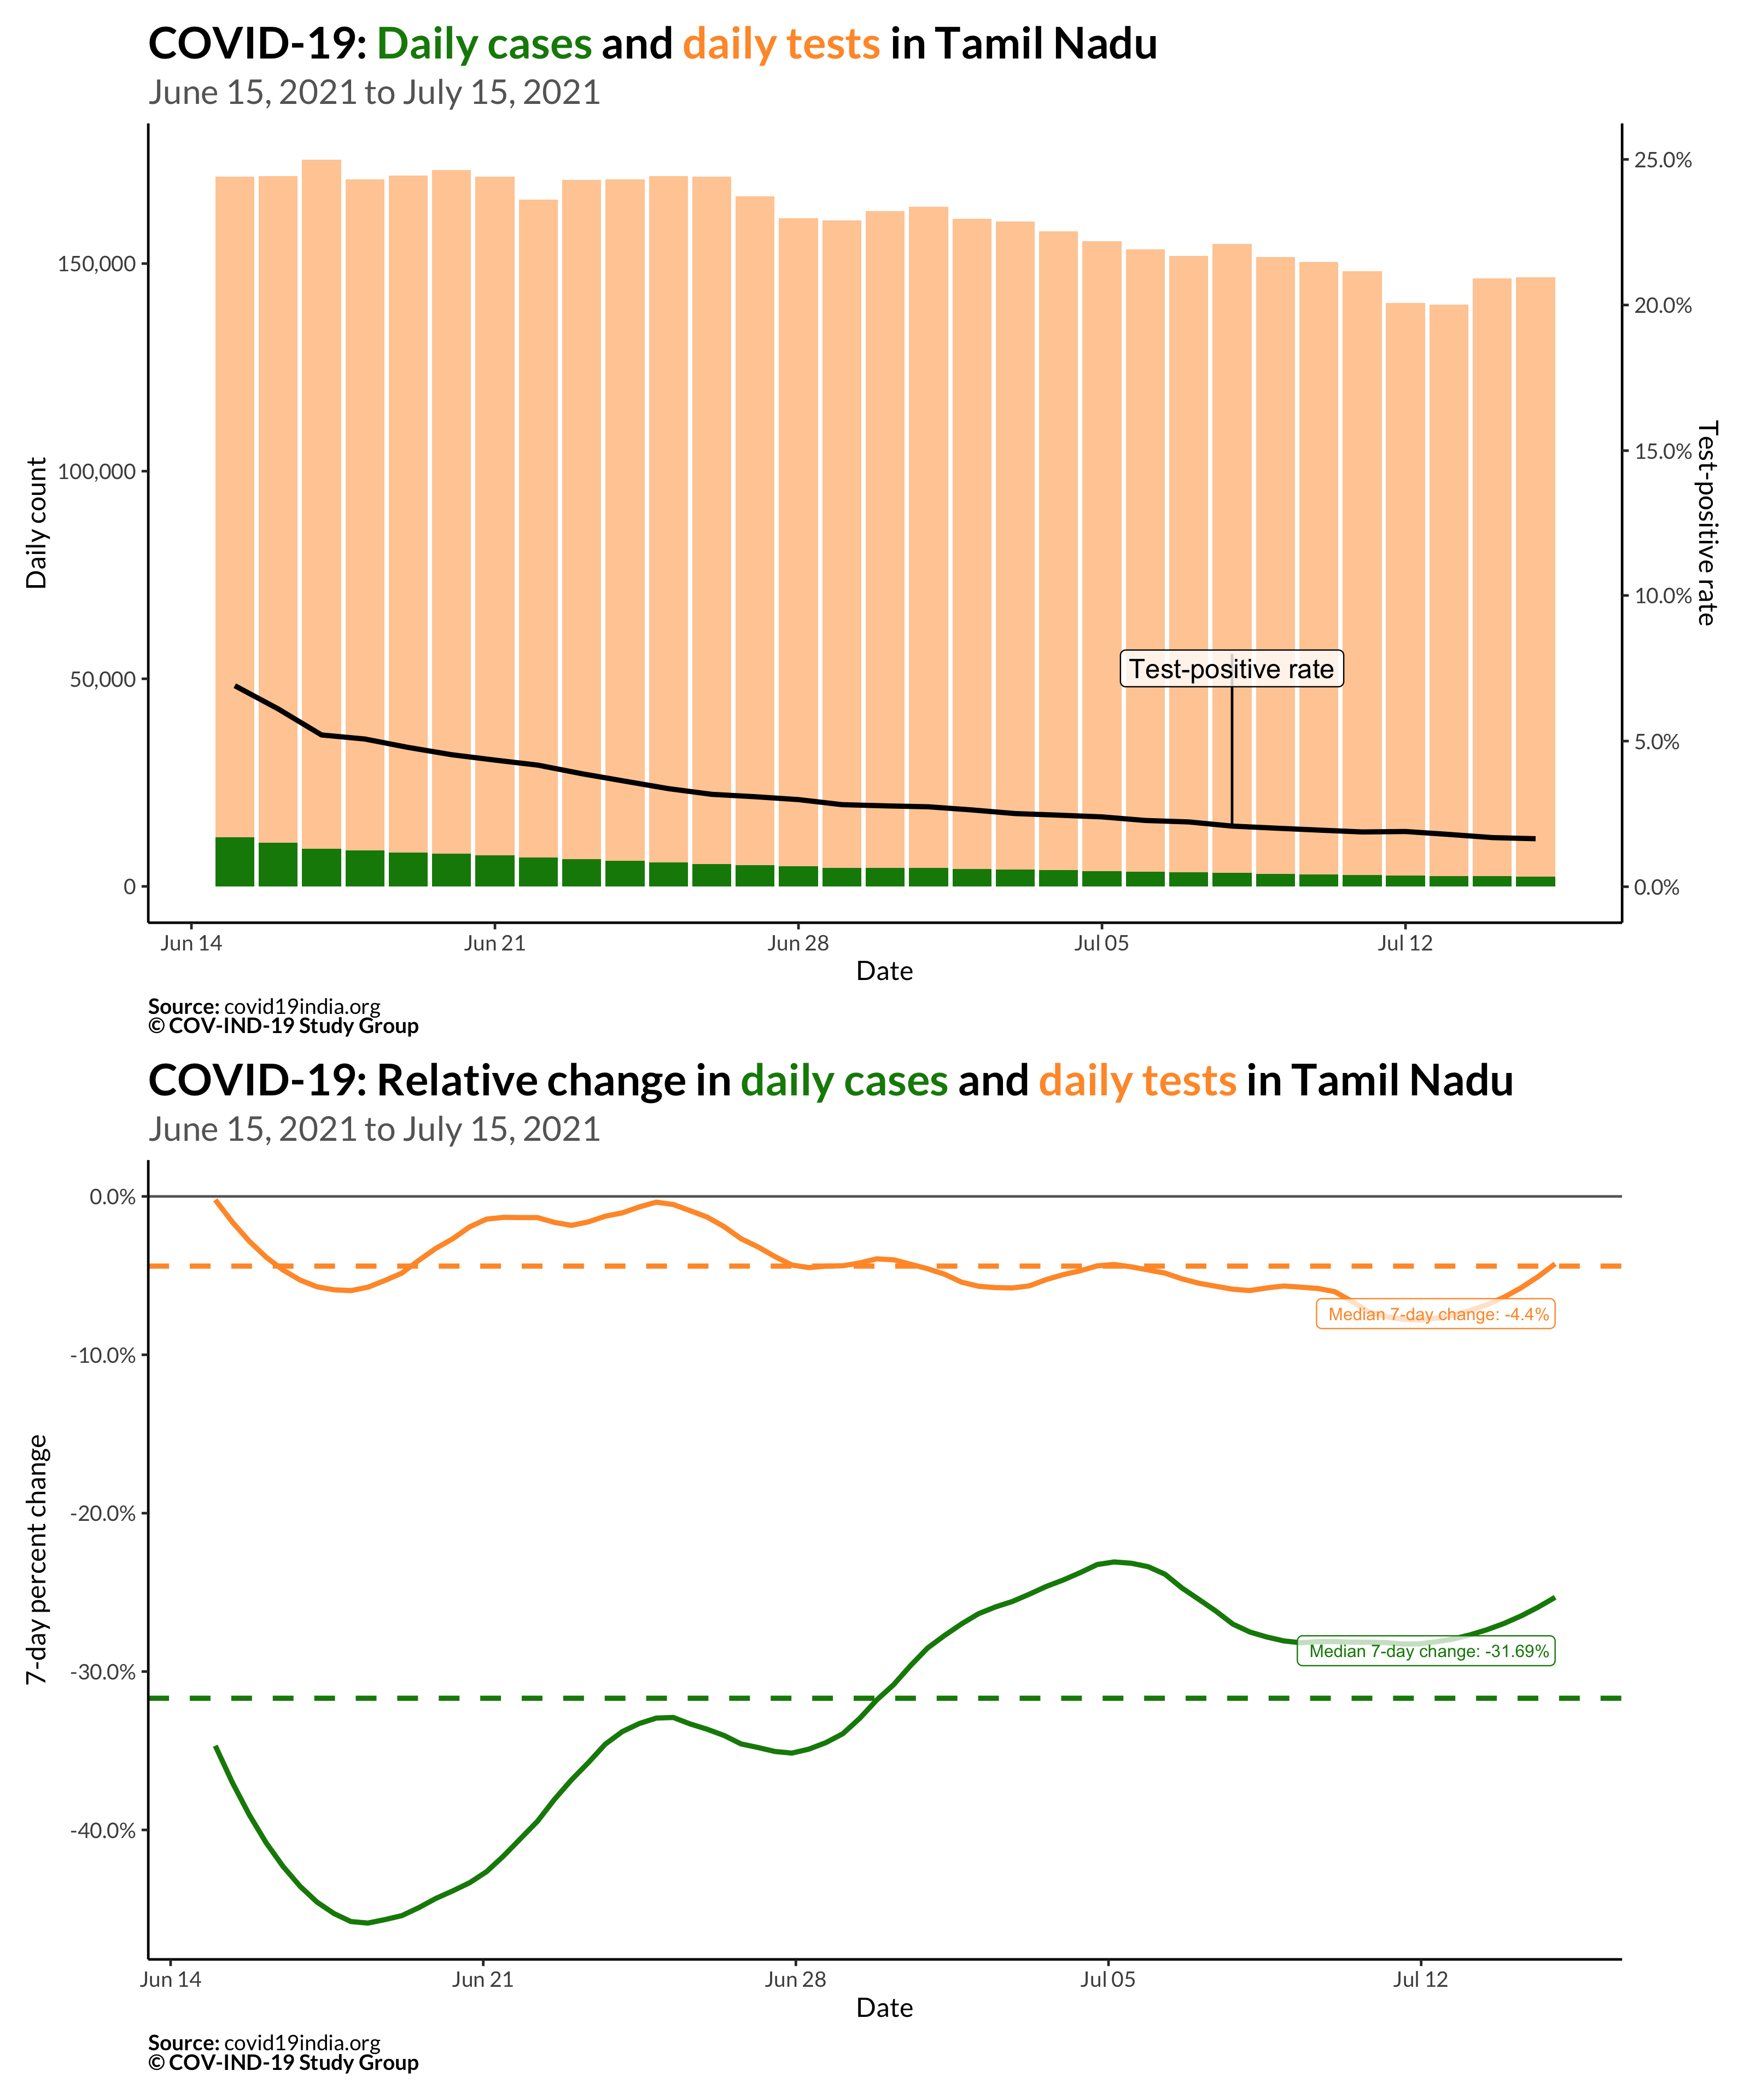 COVID-19: Daily cases and daily tests in Tamil Nadu
June 15, 2021 to July 15, 2021
Daily count
150,000
100,000
50,000
0
25.0%
20.0%
15.0%
10.0%
5.0%
0.0%
Test-positive rate
Test-positive rate
Jun 14
Jun 21
Jun 28
Jul 05
Jul 12
Date
Source: covid19india.org
© COV-IND-19 Study Group
COVID-19: Relative change in daily cases and daily tests in Tamil Nadu
June 15, 2021 to July 15, 2021
7-day percent change
0.0%
-10.0%
-20.0%
-30.0%
-40.0%
Median 7-day change: -4.4%
Median 7-day change: -31.69%
Jun 14
Jun 21
Jun 28
Jul 05
Jul 12
Date
Source: covid19india.org
© COV-IND-19 Study Group